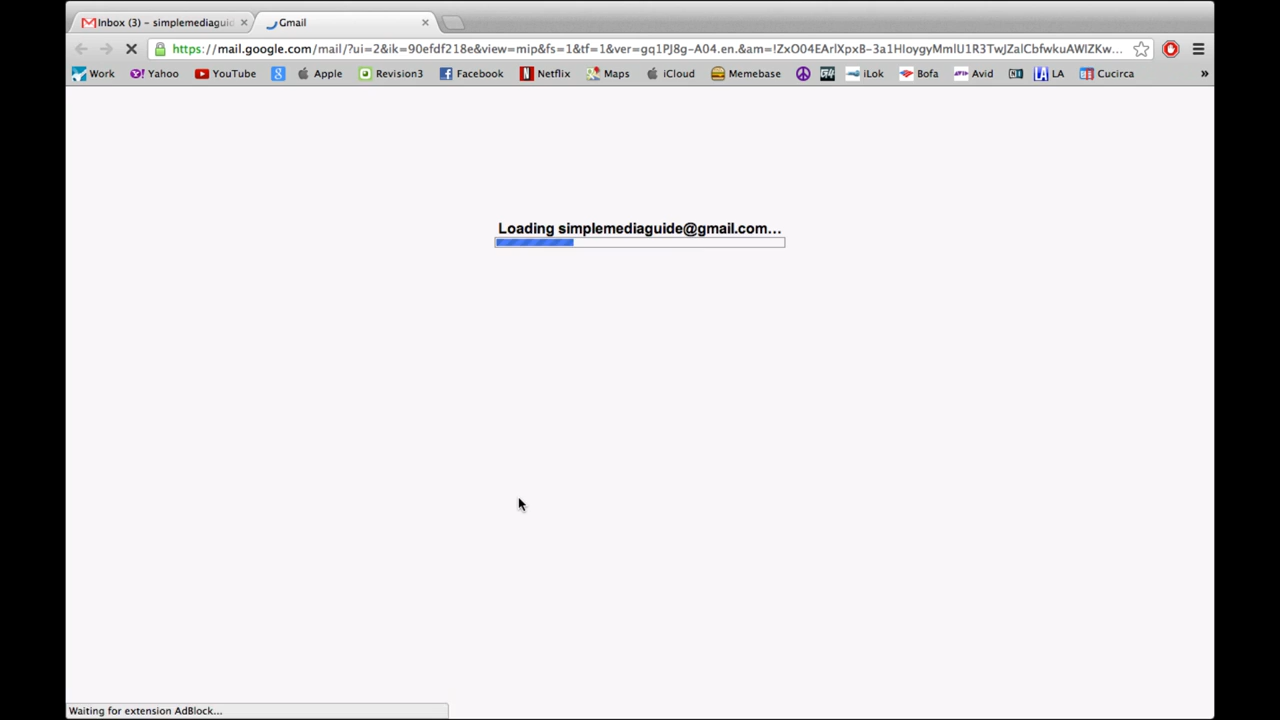 Inbox (3) – simplemediaguid
Gmail
https://mail.google.com/mail/?ui=2&ik=90efdf218e&view=mip&fs=1&tf=1&ver=gq1PJ8g-A04.en.&am=!ZxO04EArlXpxB-3a1HloygyMmlU1R3TwJZalCbfwkuAWlZKw...
Work Yahoo YouTube 8 Apple Revision3 Facebook Netflix Maps iCloud Memebase G4 iLok Bofa Avid LA Cucirca »
Loading simplemediaguide@gmail.com...
Waiting for extension AdBlock...